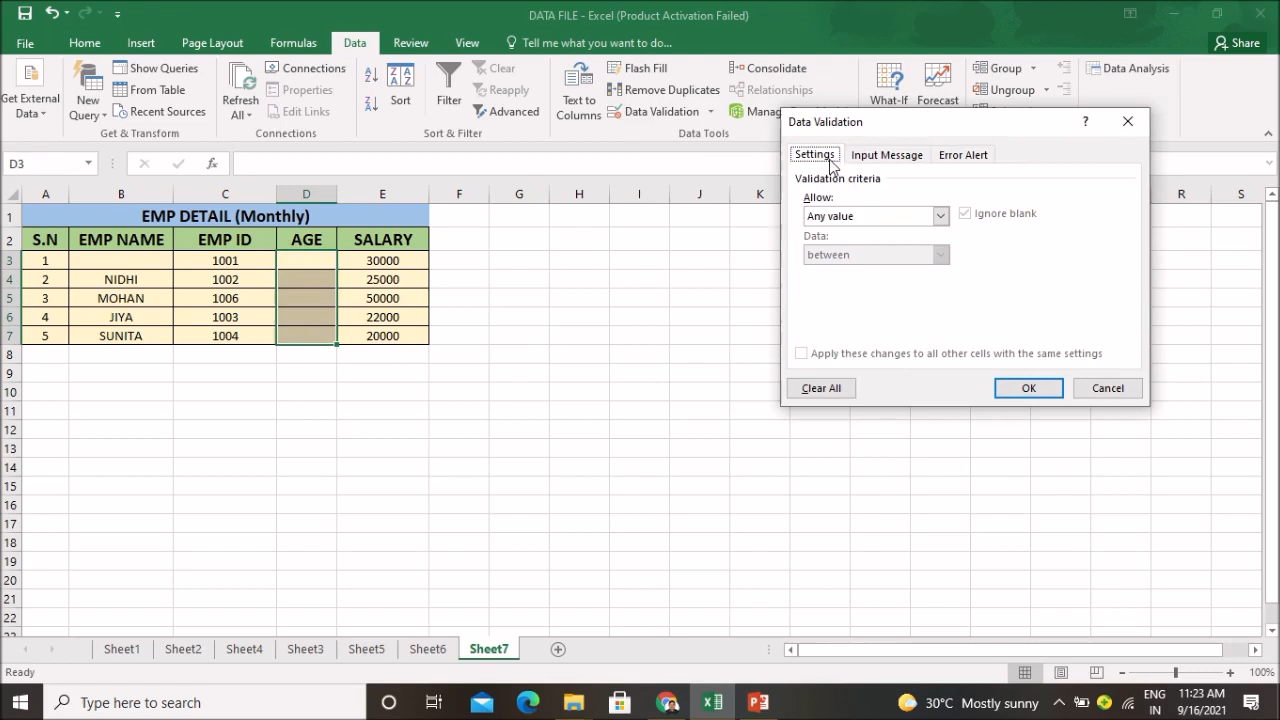 DATA FILE - Excel (Product Activation Failed)
File Home Insert Page Layout Formulas Data Review View Tell me what you want to do... Share
Get External Data
New Query
Show Queries
From Table
Recent Sources
Get & Transform
Refresh All
Connections
Properties
Edit Links
Connections
Sort
Filter
Clear
Reapply
Advanced
Sort & Filter
Text to Columns
Flash Fill
Remove Duplicates
Data Validation
Consolidate
Relationships
Manag
Data Tools
What-If
Forecast
Group
Ungroup
Data Analysis
D3
fx
Data Validation ?
Settings Input Message Error Alert
Validation criteria
Allow:
Any value
Ignore blank
Data:
between
Apply these changes to all other cells with the same settings
Clear All OK Cancel
A B C D E F G H I J K R S
1 EMP DETAIL (Monthly)
2 S.N EMP NAME EMP ID AGE SALARY
3 1 1001 30000
4 2 NIDHI 1002 25000
5 3 MOHAN 1006 50000
6 4 JIYA 1003 22000
7 5 SUNITA 1004 20000
8
9
10
11
12
13
14
15
16
17
18
19
20
21
22
Sheet1 Sheet2 Sheet4 Sheet3 Sheet5 Sheet6 Sheet7
Ready 100%
Type here to search
30°C Mostly sunny
ENG
IN
11:23 AM
9/16/2021